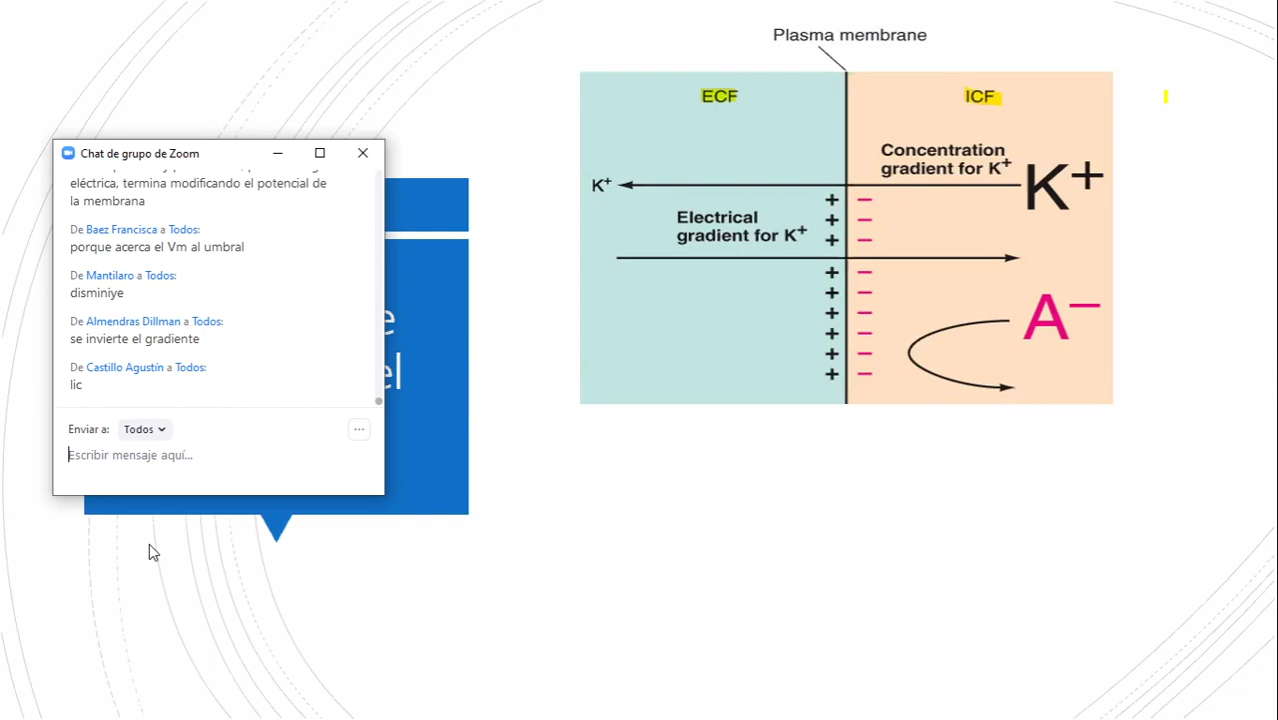 Chat de grupo de Zoom
eléctrica, termina modificando el potencial de
la membrana
De Baez Francisca a Todos:
porque acerca el Vm al umbral
De Mantilaro a Todos:
disminiye
De Almendras Dillman a Todos:
se invierte el gradiente
De Castillo Agustín a Todos:
lic
Enviar a: Todos
Escribir mensaje aquí...
e
el
Plasma membrane
ECF
ICF
Concentration
gradient for K⁺
K⁺
K⁺
Electrical
gradient for K⁺
+ −
+ −
+ −
+ −
+ −
+ −
+ −
+ −
+ −
A⁻